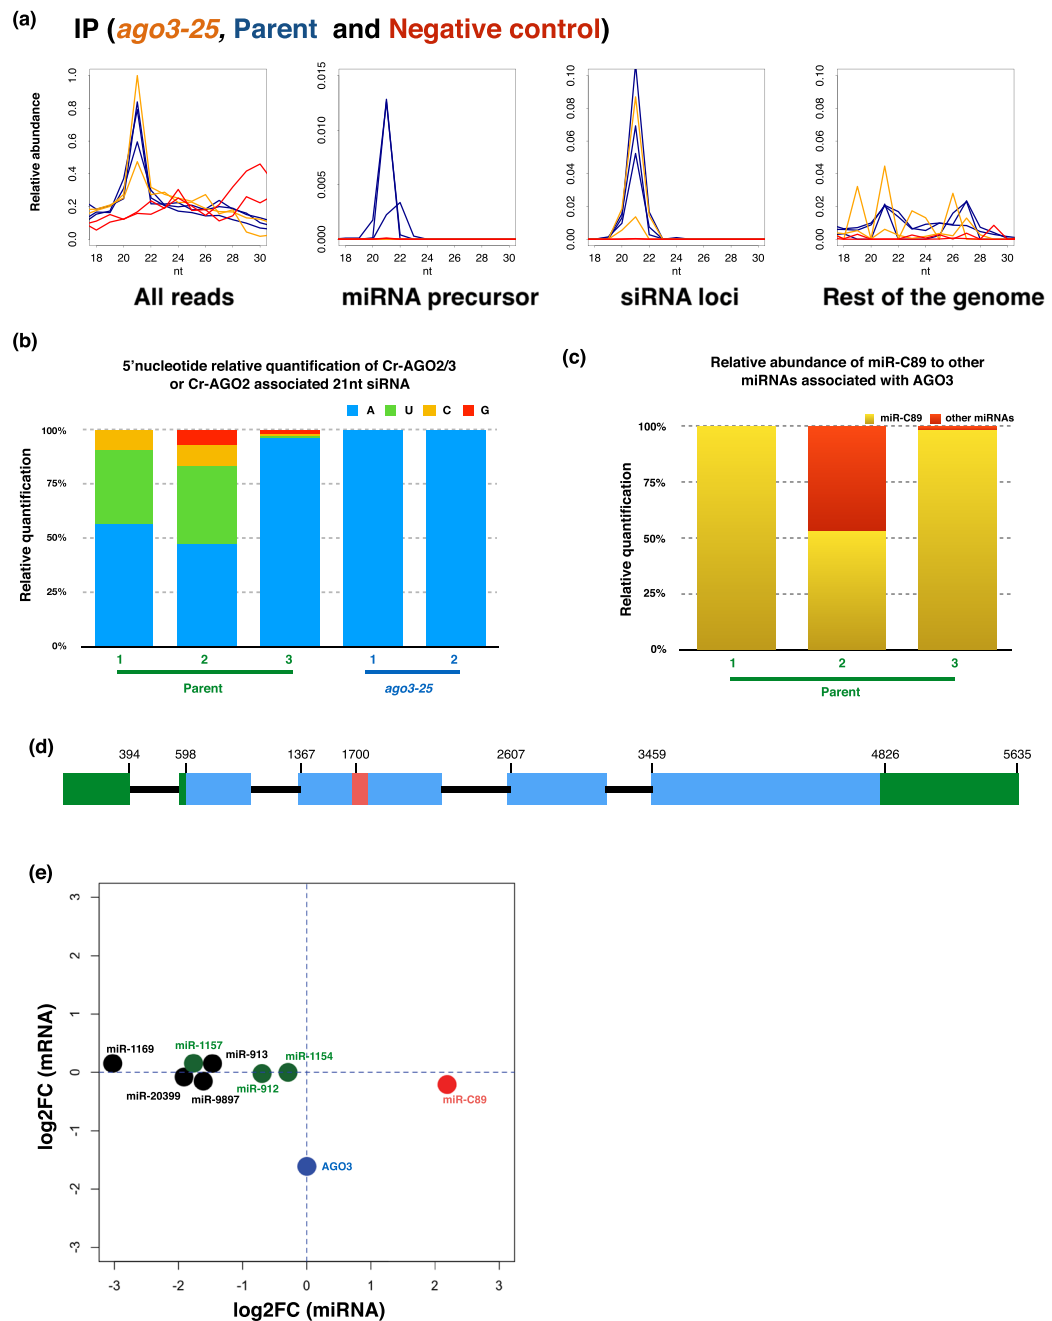 (a)
IP (ago3-25, Parent and Negative control)
Relative abundance
0.0 0.2 0.4 0.6 0.8 1.0
18 20 22 24 26 28 30
nt
All reads
0.000 0.005 0.010 0.015
18 20 22 24 26 28 30
nt
miRNA precursor
0.00 0.02 0.04 0.06 0.08 0.10
18 20 22 24 26 28 30
nt
siRNA loci
0.00 0.02 0.04 0.06 0.08 0.10
18 20 22 24 26 28 30
nt
Rest of the genome
(b)
5'nucleotide relative quantification of Cr-AGO2/3
or Cr-AGO2 associated 21nt siRNA
A U C G
Relative quantification
100%
75%
50%
25%
0%
1 2 3 1 2
Parent ago3-25
(c)
Relative abundance of miR-C89 to other
miRNAs associated with AGO3
miR-C89 other miRNAs
Relative quantification
100%
75%
50%
25%
0%
1 2 3
Parent
(d)
394 598 1367 1700 2607 3459 4826 5635
(e)
log2FC (mRNA)
3
2
1
0
-1
-2
-3
miR-1169
miR-1157
miR-913
miR-1154
miR-20399
miR-9897
miR-912
miR-C89
AGO3
-3 -2 -1 0 1 2 3
log2FC (miRNA)